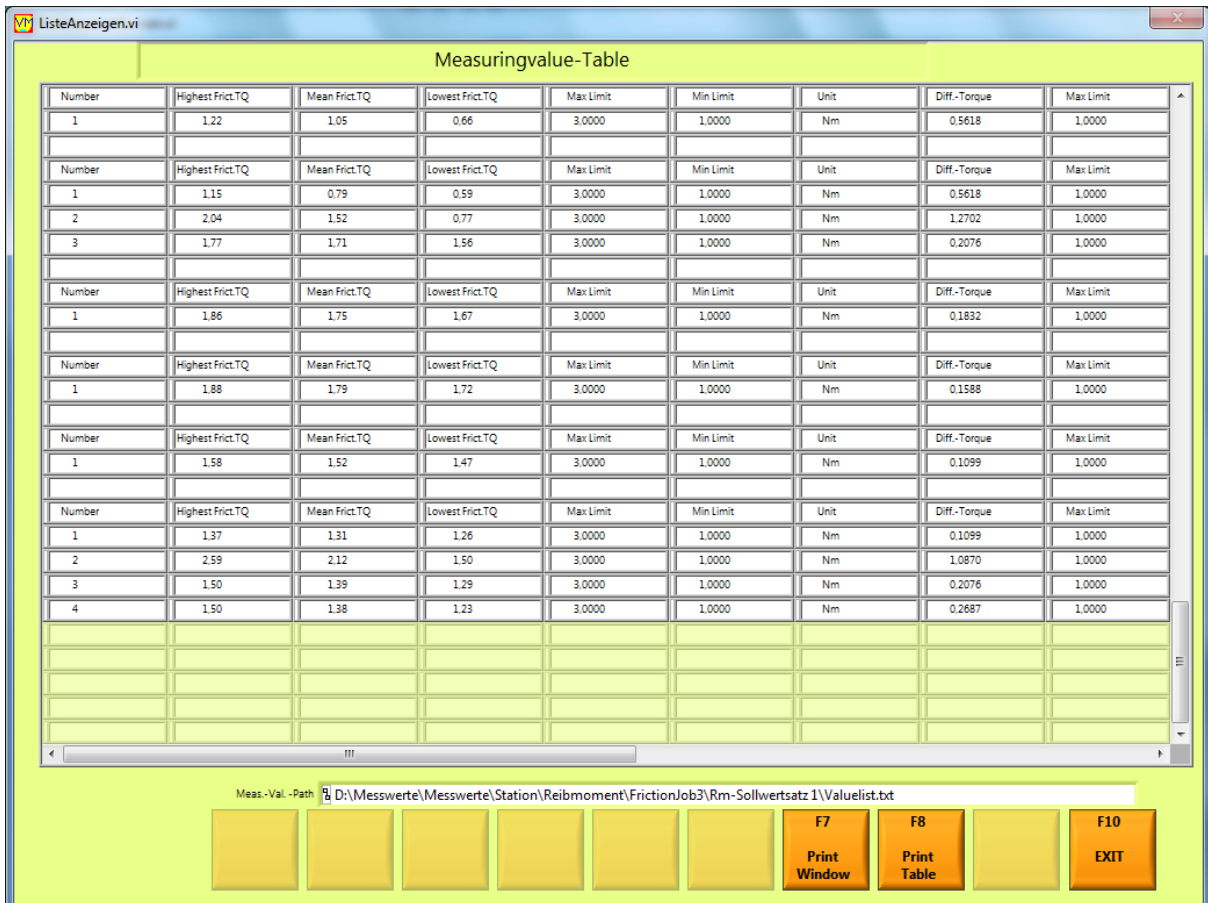 VM ListeAnzeigen.vi
Measuringvalue-Table
Number Highest Frict.TQ Mean Frict.TQ Lowest Frict.TQ Max Limit Min Limit Unit Diff.-Torque Max Limit
1 1,22 1,05 0,66 3,0000 1,0000 Nm 0,5618 1,0000
Number Highest Frict.TQ Mean Frict.TQ Lowest Frict.TQ Max Limit Min Limit Unit Diff.-Torque Max Limit
1 1,15 0,79 0,59 3,0000 1,0000 Nm 0,5618 1,0000
2 2,04 1,52 0,77 3,0000 1,0000 Nm 1,2702 1,0000
3 1,77 1,71 1,56 3,0000 1,0000 Nm 0,2076 1,0000
Number Highest Frict.TQ Mean Frict.TQ Lowest Frict.TQ Max Limit Min Limit Unit Diff.-Torque Max Limit
1 1,86 1,75 1,67 3,0000 1,0000 Nm 0,1832 1,0000
Number Highest Frict.TQ Mean Frict.TQ Lowest Frict.TQ Max Limit Min Limit Unit Diff.-Torque Max Limit
1 1,88 1,79 1,72 3,0000 1,0000 Nm 0,1588 1,0000
Number Highest Frict.TQ Mean Frict.TQ Lowest Frict.TQ Max Limit Min Limit Unit Diff.-Torque Max Limit
1 1,58 1,52 1,47 3,0000 1,0000 Nm 0,1099 1,0000
Number Highest Frict.TQ Mean Frict.TQ Lowest Frict.TQ Max Limit Min Limit Unit Diff.-Torque Max Limit
1 1,37 1,31 1,26 3,0000 1,0000 Nm 0,1099 1,0000
2 2,59 2,12 1,50 3,0000 1,0000 Nm 1,0870 1,0000
3 1,50 1,39 1,29 3,0000 1,0000 Nm 0,2076 1,0000
4 1,50 1,38 1,23 3,0000 1,0000 Nm 0,2687 1,0000
Meas.-Val. -Path D:\Messwerte\Messwerte\Station\Reibmoment\FrictionJob3\Rm-Sollwertsatz 1\Valuelist.txt
F7 F8 F10
Print Print EXIT
Window Table